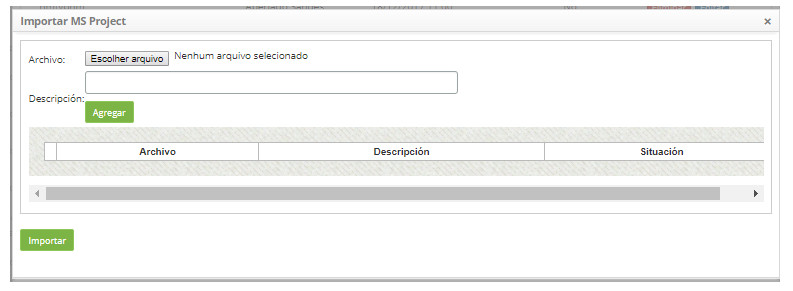 Importar MS Project ×
Archivo: Escolher arquivo Nenhum arquivo selecionado
Descripción:
Agregar
Archivo Descripción Situación
Importar